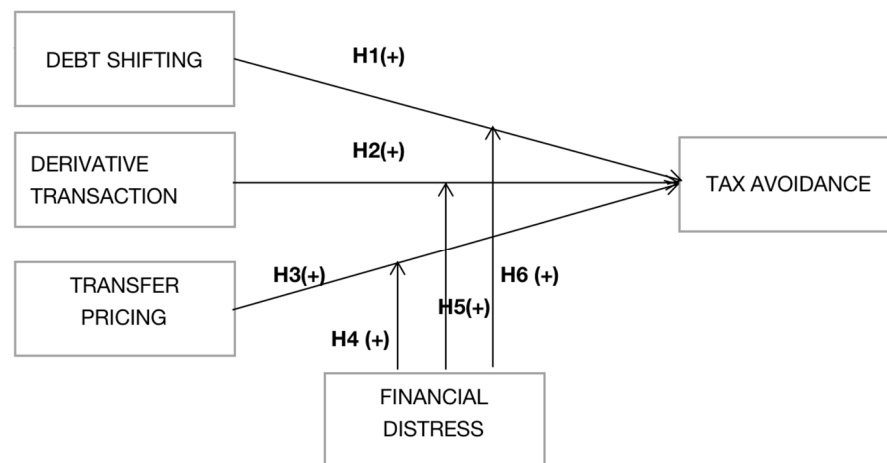 DEBT SHIFTING
H1(+)
DERIVATIVE
TRANSACTION
H2(+)
TAX AVOIDANCE
TRANSFER
PRICING
H3(+)
H6 (+)
H5(+)
H4 (+)
FINANCIAL
DISTRESS